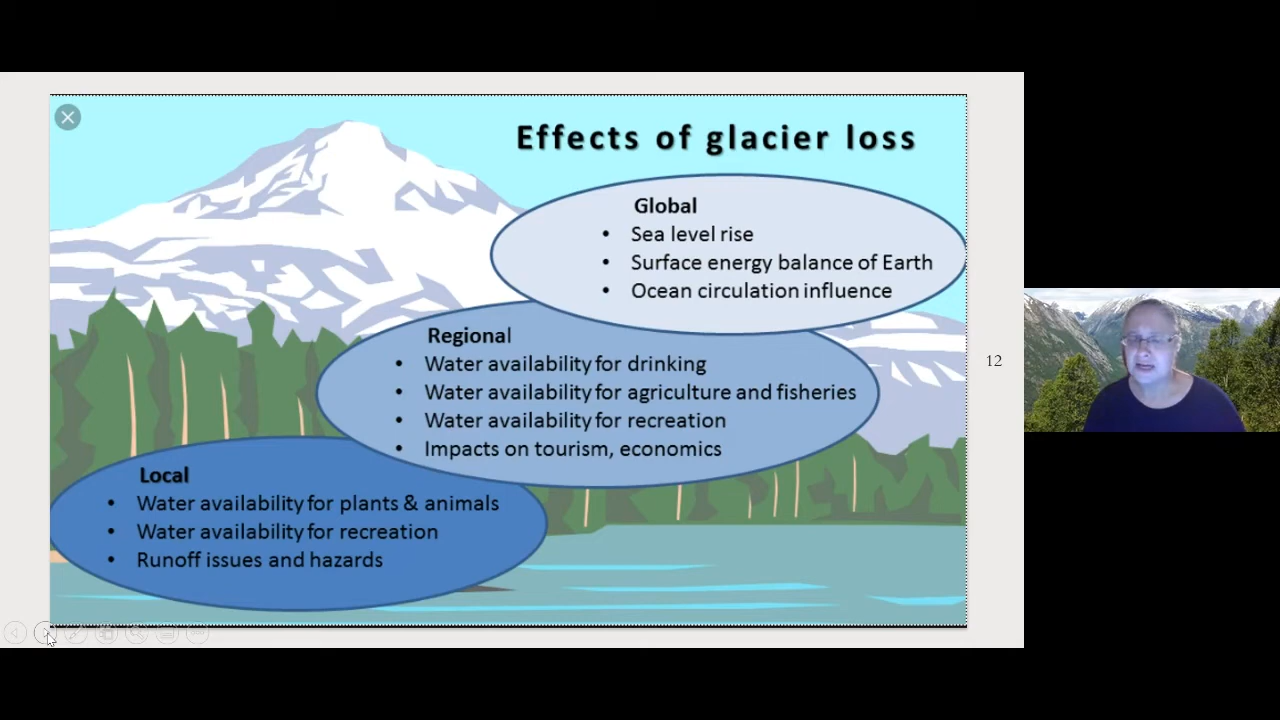 Effects of glacier loss
Global
• Sea level rise
• Surface energy balance of Earth
• Ocean circulation influence
Regional
• Water availability for drinking
• Water availability for agriculture and fisheries
• Water availability for recreation
• Impacts on tourism, economics
Local
• Water availability for plants & animals
• Water availability for recreation
• Runoff issues and hazards
12